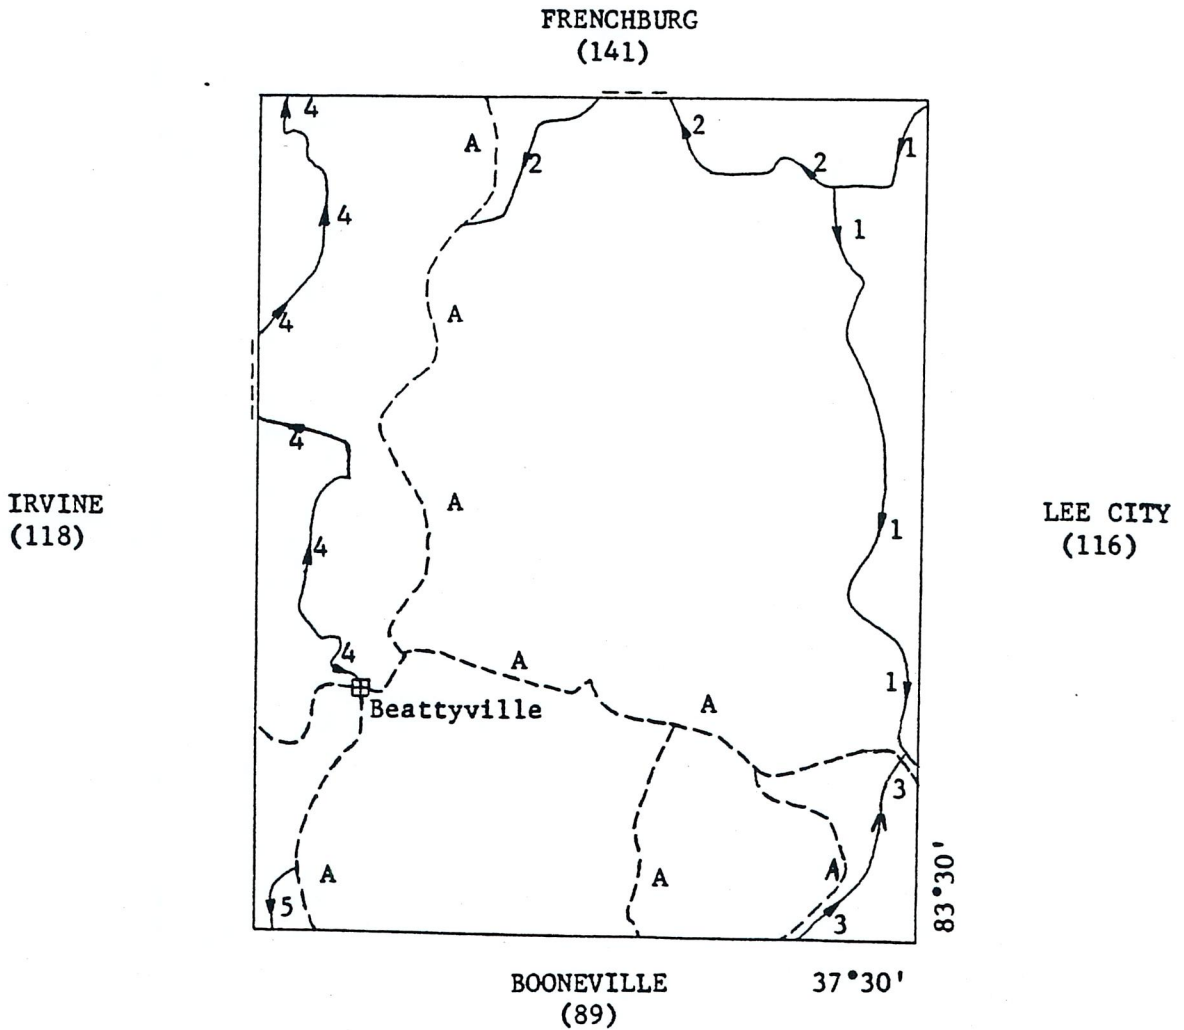 FRENCHBURG
(141)
4
A
2
2
2
1
4
1
4
A
4
IRVINE
(118)
A
LEE CITY
(116)
4
1
4
A
1
Beattyville
A
3
A
A
A
5
3
83°30'
BOONEVILLE
(89)
37°30'